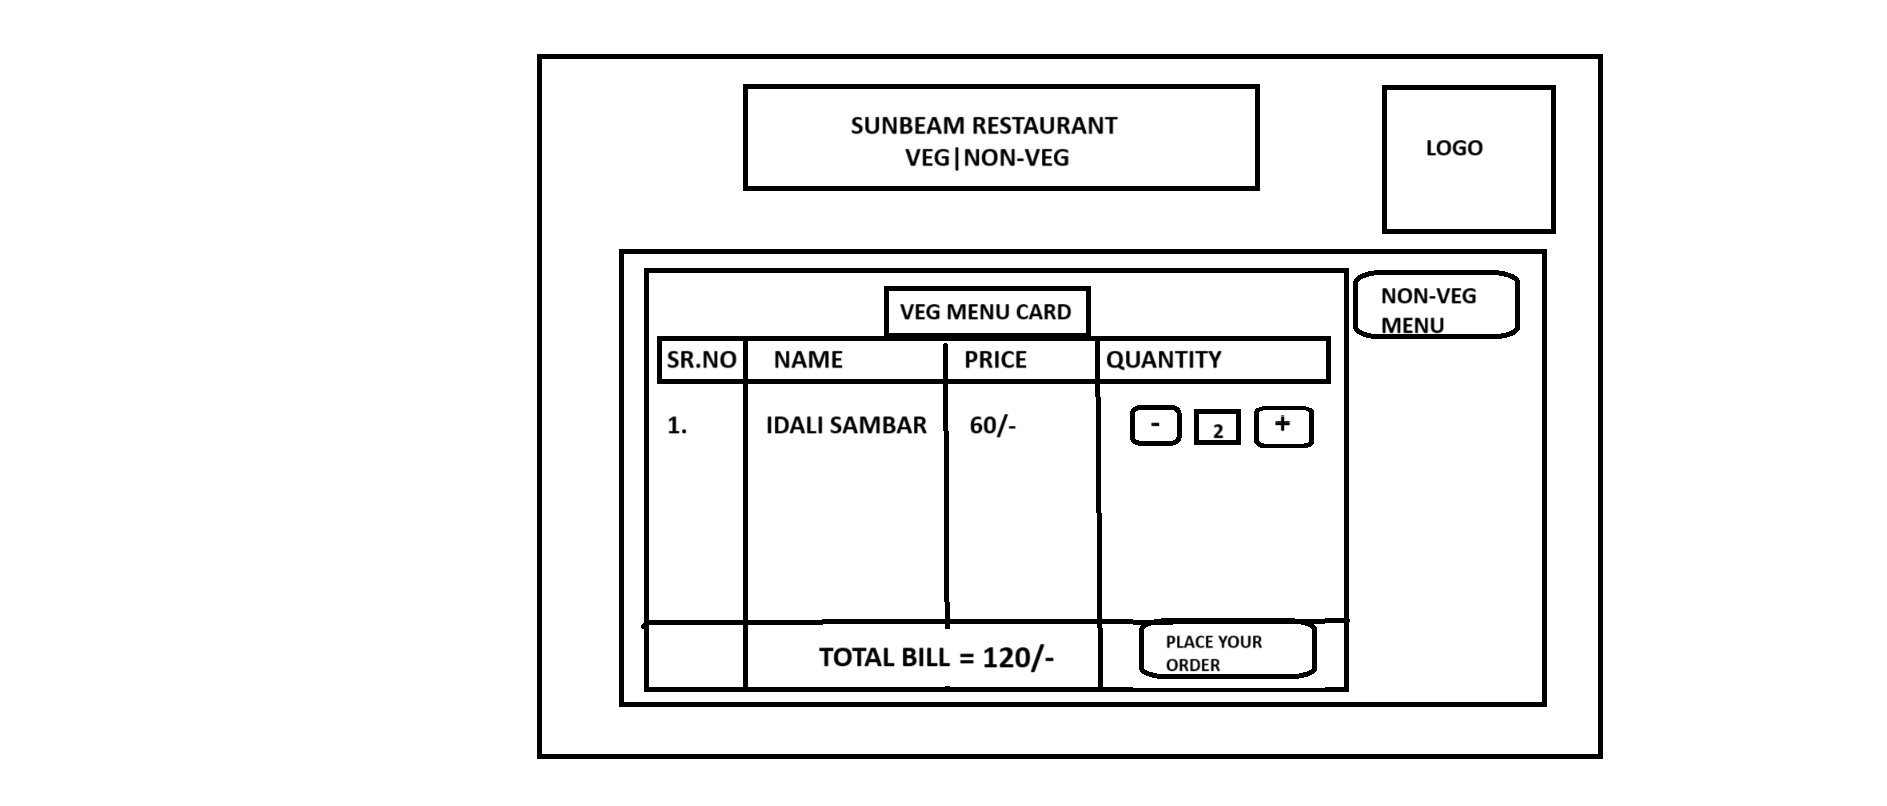 SUNBEAM RESTAURANT
VEG|NON-VEG
LOGO
VEG MENU CARD
NON-VEG
MENU
SR.NO NAME PRICE QUANTITY
1. IDALI SAMBAR 60/- - 2 +
TOTAL BILL = 120/-
PLACE YOUR
ORDER